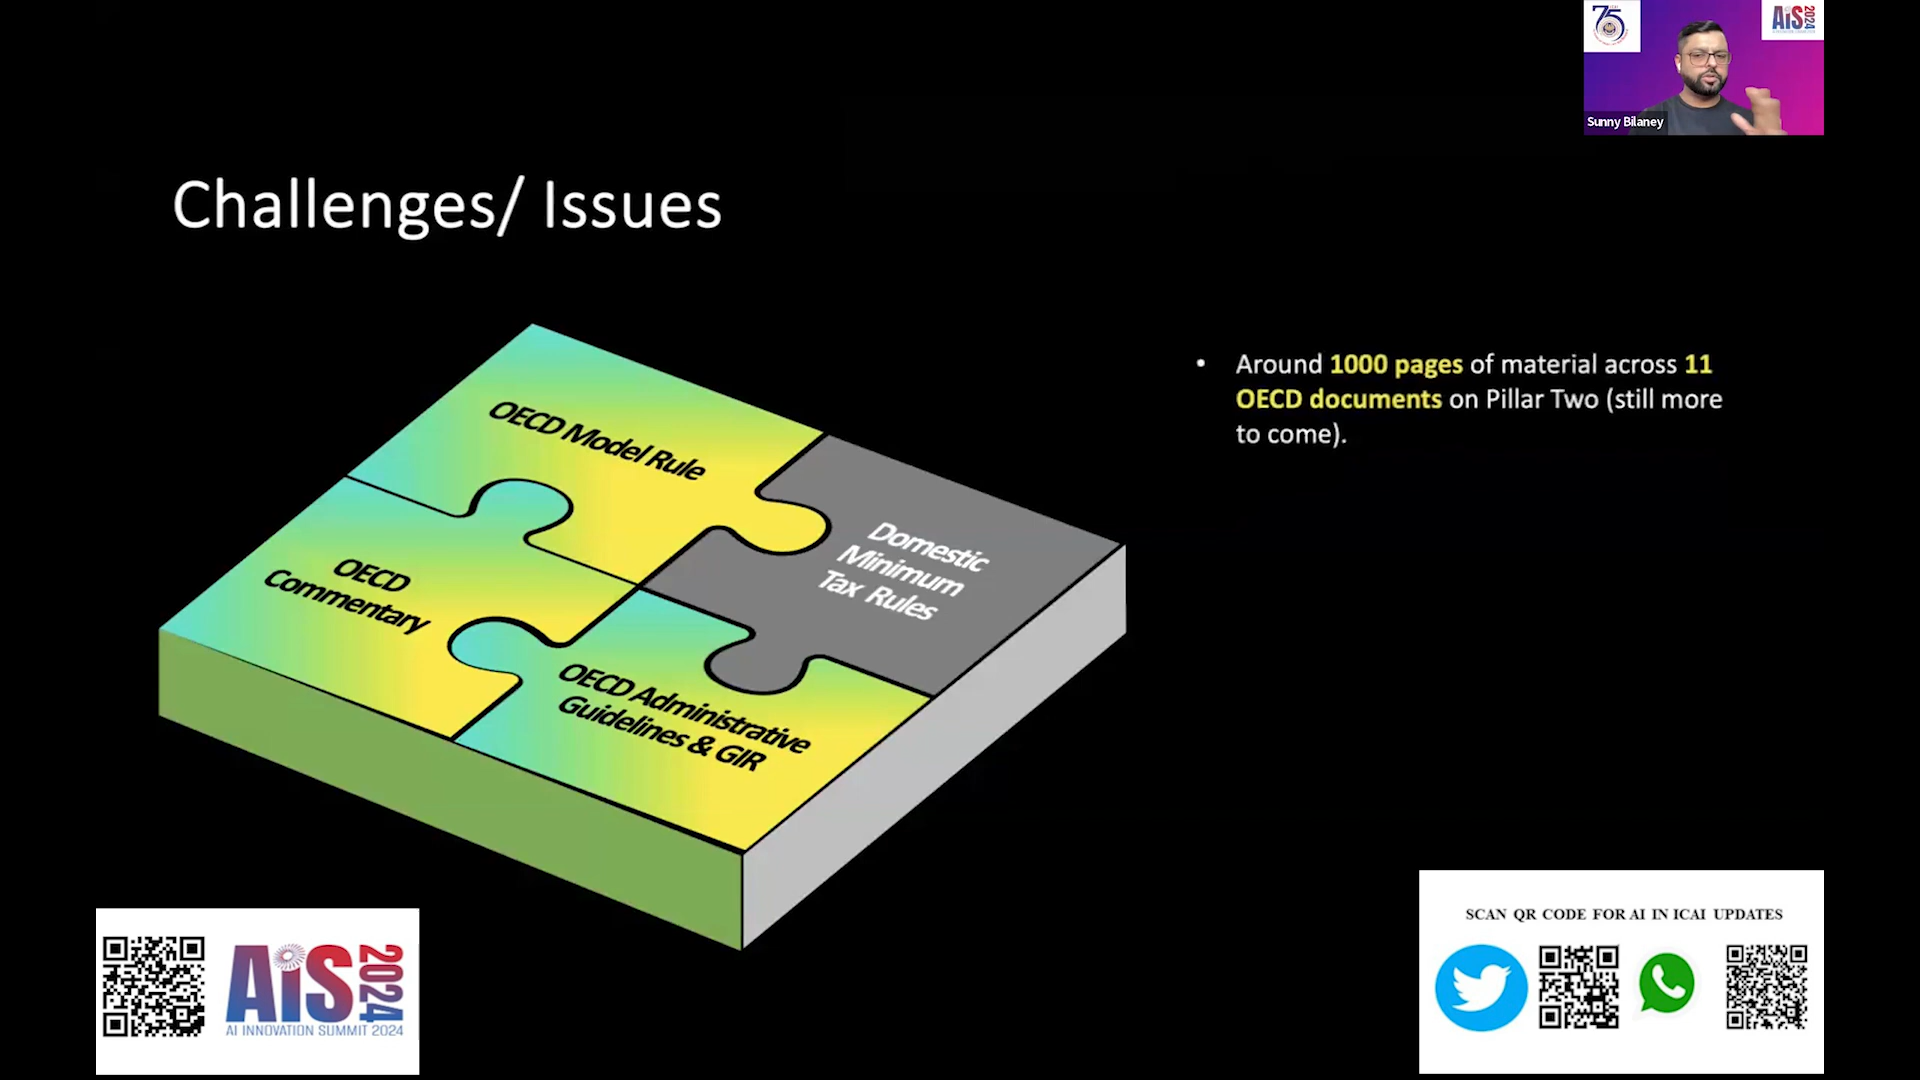 75
AiS 2024
Sunny Bilaney
Challenges/ Issues
• Around 1000 pages of material across 11
OECD documents on Pillar Two (still more
to come).
OECD Model Rule
Domestic
Minimum
Tax Rules
OECD
Commentary
OECD Administrative
Guidelines & GIR
AiS 2024
AI INNOVATION SUMMIT 2024
SCAN QR CODE FOR AI IN ICAI UPDATES